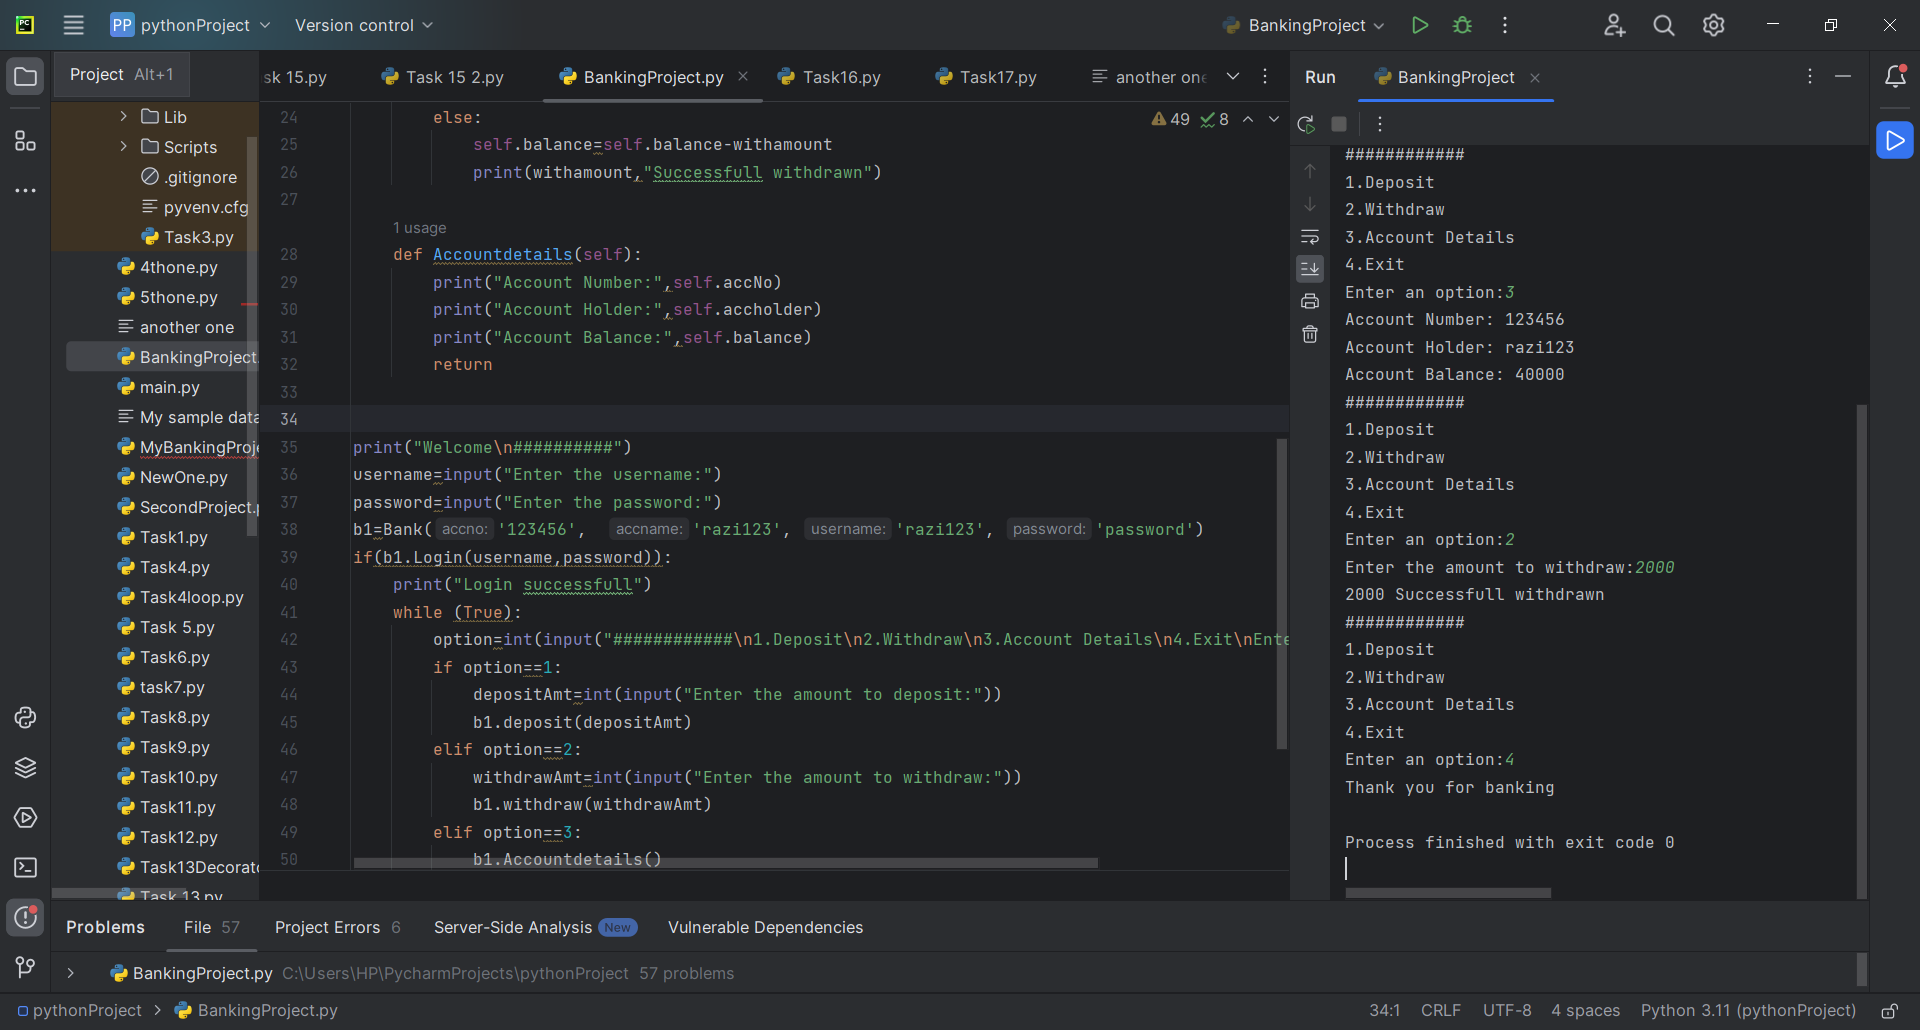 PC
PP pythonProject
Version control
BankingProject
Project Alt+1
sk 15.py
Task 15 2.py
BankingProject.py
Task16.py
Task17.py
another one
Run
BankingProject
Lib
Scripts
.gitignore
pyvenv.cfg
Task3.py
4thone.py
5thone.py
another one
BankingProject.
main.py
My sample data
MyBankingProje
NewOne.py
SecondProject.p
Task1.py
Task4.py
Task4loop.py
Task 5.py
Task6.py
task7.py
Task8.py
Task9.py
Task10.py
Task11.py
Task12.py
Task13Decorato
Task 13.py
49 8
24 else:
25 self.balance=self.balance-withamount
26 print(withamount,"Successfull withdrawn")
27
1 usage
28 def Accountdetails(self):
29 print("Account Number:",self.accNo)
30 print("Account Holder:",self.accholder)
31 print("Account Balance:",self.balance)
32 return
33
34
35 print("Welcome\n##########")
36 username=input("Enter the username:")
37 password=input("Enter the password:")
38 b1=Bank( accno: '123456', accname: 'razi123', username: 'razi123', password: 'password')
39 if(b1.Login(username,password)):
40 print("Login successfull")
41 while (True):
42 option=int(input("############\n1.Deposit\n2.Withdraw\n3.Account Details\n4.Exit\nEnte
43 if option==1:
44 depositAmt=int(input("Enter the amount to deposit:"))
45 b1.deposit(depositAmt)
46 elif option==2:
47 withdrawAmt=int(input("Enter the amount to withdraw:"))
48 b1.withdraw(withdrawAmt)
49 elif option==3:
50 b1.Accountdetails()
############
1.Deposit
2.Withdraw
3.Account Details
4.Exit
Enter an option:3
Account Number: 123456
Account Holder: razi123
Account Balance: 40000
############
1.Deposit
2.Withdraw
3.Account Details
4.Exit
Enter an option:2
Enter the amount to withdraw:2000
2000 Successfull withdrawn
############
1.Deposit
2.Withdraw
3.Account Details
4.Exit
Enter an option:4
Thank you for banking
Process finished with exit code 0
Problems
File 57
Project Errors 6
Server-Side Analysis New
Vulnerable Dependencies
BankingProject.py C:\Users\HP\PycharmProjects\pythonProject 57 problems
pythonProject > BankingProject.py
34:1 CRLF UTF-8 4 spaces Python 3.11 (pythonProject)